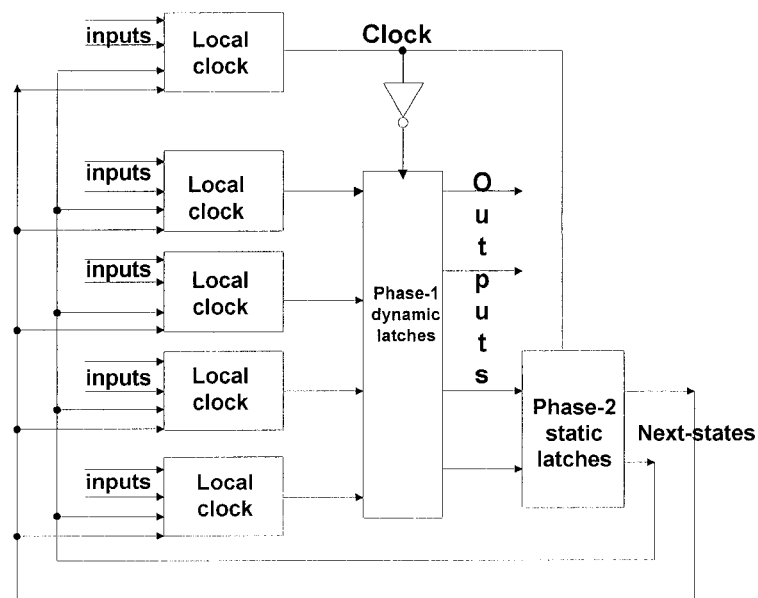 inputs
Local
clock
Clock
inputs
Local
clock
inputs
Local
clock
inputs
Local
clock
inputs
Local
clock
Phase-1
dynamic
latches
Outputs
Phase-2
static
latches
Next-states